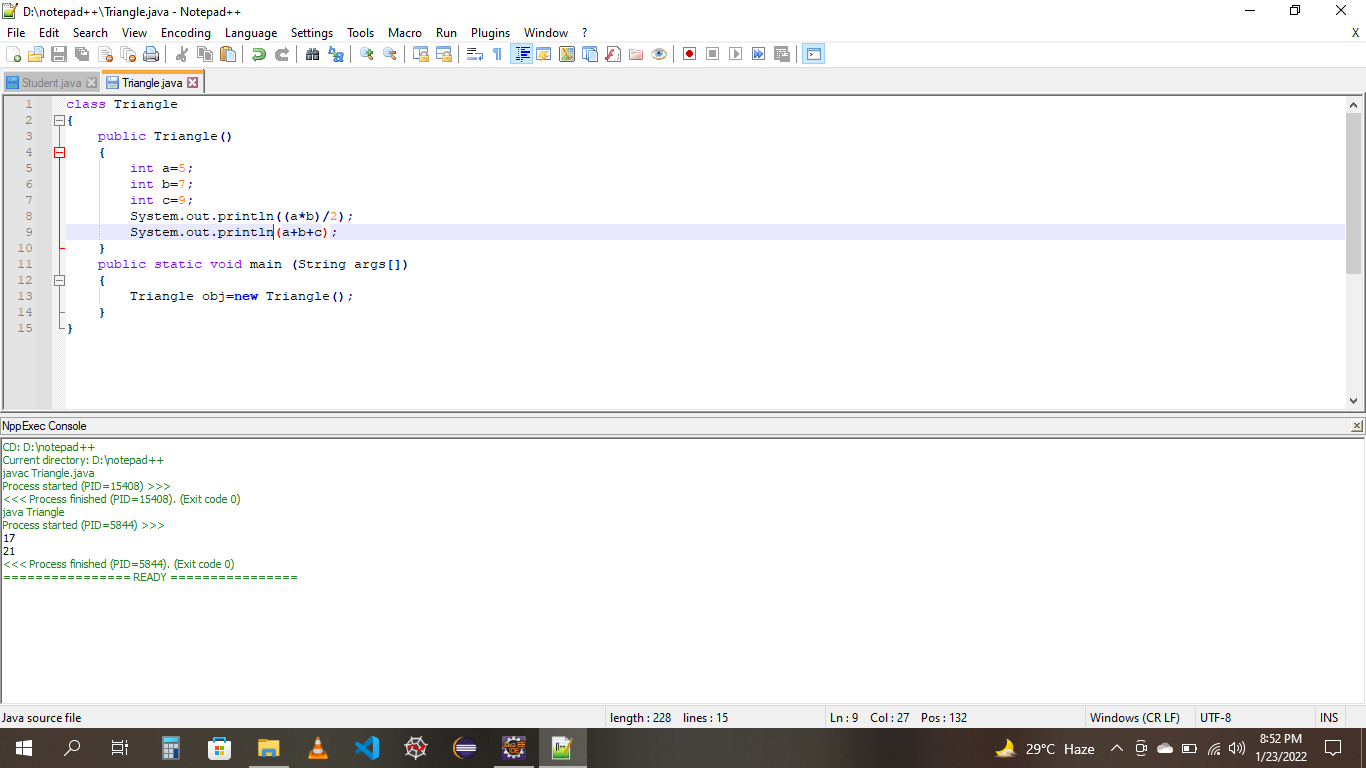 D:\notepad++\Triangle.java - Notepad++
File Edit Search View Encoding Language Settings Tools Macro Run Plugins Window ? X
Student.java Triangle.java
1 class Triangle
2 {
3 public Triangle()
4 {
5 int a=5;
6 int b=7;
7 int c=9;
8 System.out.println((a*b)/2);
9 System.out.println(a+b+c);
10 }
11 public static void main (String args[])
12 {
13 Triangle obj=new Triangle();
14 }
15 }
NppExec Console
CD: D:\notepad++
Current directory: D:\notepad++
javac Triangle.java
Process started (PID=15408) >>>
<<< Process finished (PID=15408). (Exit code 0)
java Triangle
Process started (PID=5844) >>>
17
21
<<< Process finished (PID=5844). (Exit code 0)
================ READY ================
Java source file length : 228 lines : 15 Ln : 9 Col : 27 Pos : 132 Windows (CR LF) UTF-8 INS
29°C Haze 8:52 PM
1/23/2022